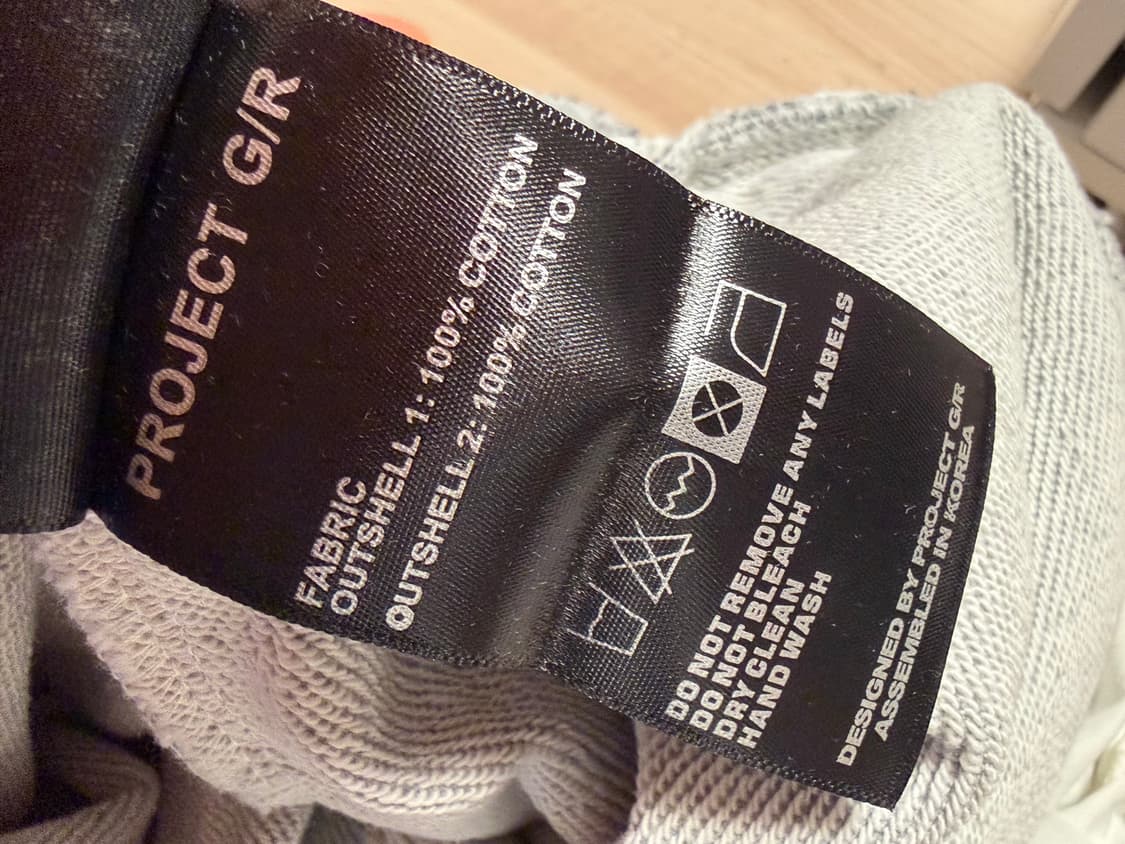 PROJECT G/R
FABRIC
OUTSHELL 1: 100% COTTON
OUTSHELL 2: 100% COTTON
DO NOT REMOVE ANY LABELS
DO NOT BLEACH
DRY CLEAN
HAND WASH
DESIGNED BY PROJECT G/R
ASSEMBLED IN KOREA